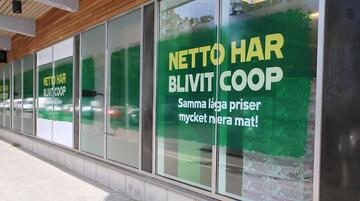 NETTO HAR
BLIVIT COOP
Samma låga priser
mycket mera mat!
NETTO HAR
BLIVIT COOP